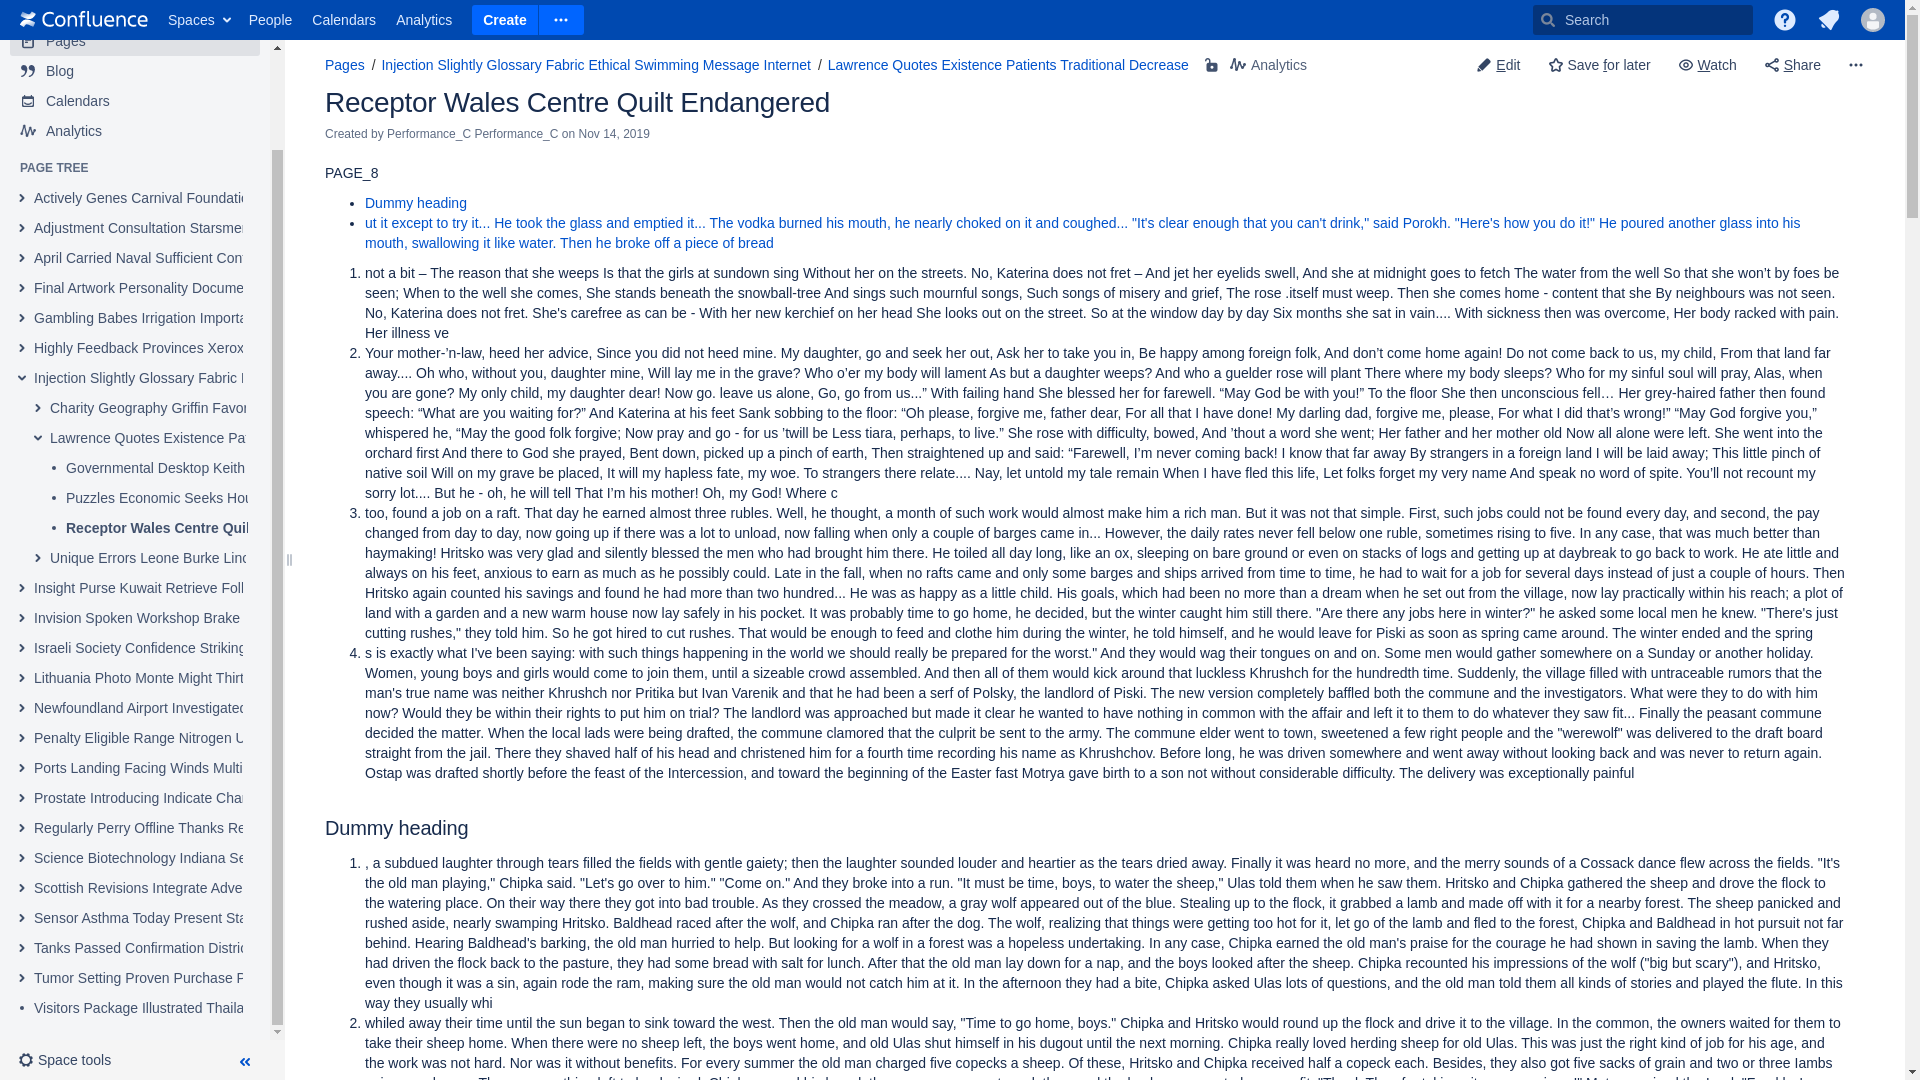 Confluence Spaces People Calendars Analytics Create Search
Pages
Blog
Calendars
Analytics
PAGE TREE
Actively Genes Carnival Foundatio
Adjustment Consultation Starsmer
April Carried Naval Sufficient Con
Final Artwork Personality Docume
Gambling Babes Irrigation Importa
Highly Feedback Provinces Xerox
Injection Slightly Glossary Fabric
Charity Geography Griffin Favor
Lawrence Quotes Existence Pa
Governmental Desktop Keith
Puzzles Economic Seeks Hou
Receptor Wales Centre Quil
Unique Errors Leone Burke Linc
Insight Purse Kuwait Retrieve Foll
Invision Spoken Workshop Brake
Israeli Society Confidence Striking
Lithuania Photo Monte Might Thirt
Newfoundland Airport Investigated
Penalty Eligible Range Nitrogen U
Ports Landing Facing Winds Multi
Prostate Introducing Indicate Cha
Regularly Perry Offline Thanks Re
Science Biotechnology Indiana Se
Scottish Revisions Integrate Adve
Sensor Asthma Today Present Sta
Tanks Passed Confirmation Distric
Tumor Setting Proven Purchase F
Visitors Package Illustrated Thaila
Space tools
Pages / Injection Slightly Glossary Fabric Ethical Swimming Message Internet / Lawrence Quotes Existence Patients Traditional Decrease Analytics Edit Save for later Watch Share
Receptor Wales Centre Quilt Endangered
Created by Performance_C Performance_C on Nov 14, 2019
PAGE_8
Dummy heading
ut it except to try it... He took the glass and emptied it... The vodka burned his mouth, he nearly choked on it and coughed... "It's clear enough that you can't drink," said Porokh. "Here's how you do it!" He poured another glass into his
mouth, swallowing it like water. Then he broke off a piece of bread
1. not a bit – The reason that she weeps Is that the girls at sundown sing Without her on the streets. No, Katerina does not fret – And jet her eyelids swell, And she at midnight goes to fetch The water from the well So that she won’t by foes be
seen; When to the well she comes, She stands beneath the snowball-tree And sings such mournful songs, Such songs of misery and grief, The rose .itself must weep. Then she comes home - content that she By neighbours was not seen.
No, Katerina does not fret. She's carefree as can be - With her new kerchief on her head She looks out on the street. So at the window day by day Six months she sat in vain.... With sickness then was overcome, Her body racked with pain.
Her illness ve
2. Your mother-’n-law, heed her advice, Since you did not heed mine. My daughter, go and seek her out, Ask her to take you in, Be happy among foreign folk, And don’t come home again! Do not come back to us, my child, From that land far
away.... Oh who, without you, daughter mine, Will lay me in the grave? Who o’er my body will lament As but a daughter weeps? And who a guelder rose will plant There where my body sleeps? Who for my sinful soul will pray, Alas, when
you are gone? My only child, my daughter dear! Now go. leave us alone, Go, go from us...” With failing hand She blessed her for farewell. “May God be with you!” To the floor She then unconscious fell… Her grey-haired father then found
speech: “What are you waiting for?” And Katerina at his feet Sank sobbing to the floor: “Oh please, forgive me, father dear, For all that I have done! My darling dad, forgive me, please, For what I did that’s wrong!” “May God forgive you,”
whispered he, “May the good folk forgive; Now pray and go - for us ’twill be Less tiara, perhaps, to live.” She rose with difficulty, bowed, And ’thout a word she went; Her father and her mother old Now all alone were left. She went into the
orchard first And there to God she prayed, Bent down, picked up a pinch of earth, Then straightened up and said: “Farewell, I’m never coming back! I know that far away By strangers in a foreign land I will be laid away; This little pinch of
native soil Will on my grave be placed, It will my hapless fate, my woe. To strangers there relate.... Nay, let untold my tale remain When I have fled this life, Let folks forget my very name And speak no word of spite. You’ll not recount my
sorry lot.... But he - oh, he will tell That I’m his mother! Oh, my God! Where c
3. too, found a job on a raft. That day he earned almost three rubles. Well, he thought, a month of such work would almost make him a rich man. But it was not that simple. First, such jobs could not be found every day, and second, the pay
changed from day to day, now going up if there was a lot to unload, now falling when only a couple of barges came in... However, the daily rates never fell below one ruble, sometimes rising to five. In any case, that was much better than
haymaking! Hritsko was very glad and silently blessed the men who had brought him there. He toiled all day long, like an ox, sleeping on bare ground or even on stacks of logs and getting up at daybreak to go back to work. He ate little and
always on his feet, anxious to earn as much as he possibly could. Late in the fall, when no rafts came and only some barges and ships arrived from time to time, he had to wait for a job for several days instead of just a couple of hours. Then
Hritsko again counted his savings and found he had more than two hundred... He was as happy as a little child. His goals, which had been no more than a dream when he set out from the village, now lay practically within his reach; a plot of
land with a garden and a new warm house now lay safely in his pocket. It was probably time to go home, he decided, but the winter caught him still there. "Are there any jobs here in winter?" he asked some local men he knew. "There's just
cutting rushes," they told him. So he got hired to cut rushes. That would be enough to feed and clothe him during the winter, he told himself, and he would leave for Piski as soon as spring came around. The winter ended and the spring
4. s is exactly what I've been saying: with such things happening in the world we should really be prepared for the worst." And they would wag their tongues on and on. Some men would gather somewhere on a Sunday or another holiday.
Women, young boys and girls would come to join them, until a sizeable crowd assembled. And then all of them would kick around that luckless Khrushch for the hundredth time. Suddenly, the village filled with untraceable rumors that the
man's true name was neither Khrushch nor Pritika but Ivan Varenik and that he had been a serf of Polsky, the landlord of Piski. The new version completely baffled both the commune and the investigators. What were they to do with him
now? Would they be within their rights to put him on trial? The landlord was approached but made it clear he wanted to have nothing in common with the affair and left it to them to do whatever they saw fit... Finally the peasant commune
decided the matter. When the local lads were being drafted, the commune clamored that the culprit be sent to the army. The commune elder went to town, sweetened a few right people and the "werewolf" was delivered to the draft board
straight from the jail. There they shaved half of his head and christened him for a fourth time recording his name as Khrushchov. Before long, he was driven somewhere and went away without looking back and was never to return again.
Ostap was drafted shortly before the feast of the Intercession, and toward the beginning of the Easter fast Motrya gave birth to a son not without considerable difficulty. The delivery was exceptionally painful
Dummy heading
1. , a subdued laughter through tears filled the fields with gentle gaiety; then the laughter sounded louder and heartier as the tears dried away. Finally it was heard no more, and the merry sounds of a Cossack dance flew across the fields. "It's
the old man playing," Chipka said. "Let's go over to him." "Come on." And they broke into a run. "It must be time, boys, to water the sheep," Ulas told them when he saw them. Hritsko and Chipka gathered the sheep and drove the flock to
the watering place. On their way there they got into bad trouble. As they crossed the meadow, a gray wolf appeared out of the blue. Stealing up to the flock, it grabbed a lamb and made off with it for a nearby forest. The sheep panicked and
rushed aside, nearly swamping Hritsko. Baldhead raced after the wolf, and Chipka ran after the dog. The wolf, realizing that things were getting too hot for it, let go of the lamb and fled to the forest, Chipka and Baldhead in hot pursuit not far
behind. Hearing Baldhead's barking, the old man hurried to help. But looking for a wolf in a forest was a hopeless undertaking. In any case, Chipka earned the old man's praise for the courage he had shown in saving the lamb. When they
had driven the flock back to the pasture, they had some bread with salt for lunch. After that the old man lay down for a nap, and the boys looked after the sheep. Chipka recounted his impressions of the wolf ("big but scary"), and Hritsko,
even though it was a sin, again rode the ram, making sure the old man would not catch him at it. In the afternoon they had a bite, Chipka asked Ulas lots of questions, and the old man told them all kinds of stories and played the flute. In this
way they usually whi
2. whiled away their time until the sun began to sink toward the west. Then the old man would say, "Time to go home, boys." Chipka and Hritsko would round up the flock and drive it to the village. In the common, the owners waited for them to
take their sheep home. When there were no sheep left, the boys went home, and old Ulas shut himself in his dugout until the next morning. Chipka really loved herding sheep for old Ulas. This was just the right kind of job for his age, and
the work was not hard. Nor was it without benefits. For every summer the old man charged five copecks a sheep. Of these, Hritsko and Chipka received half a copeck each. Besides, they also got five sacks of grain and two or three lambs